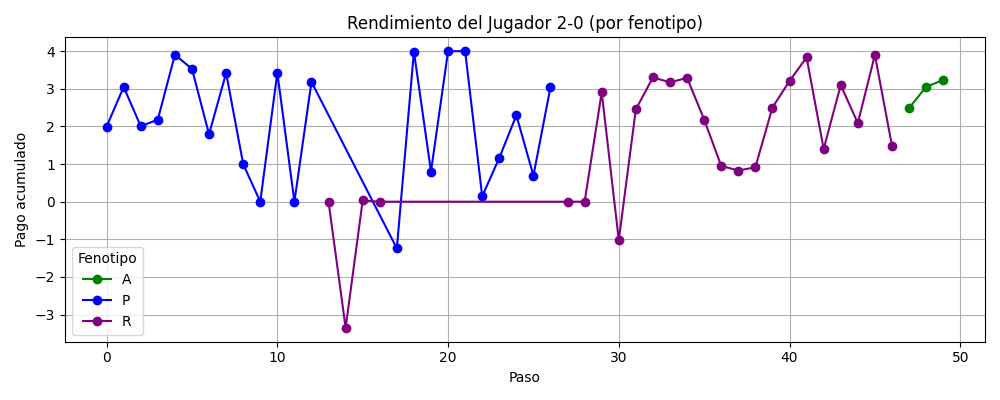 Rendimiento del Jugador 2-0 (por fenotipo)
Pago acumulado
4
3
2
1
0
−1
−2
−3
Fenotipo
A
P
R
0 10 20 30 40 50
Paso